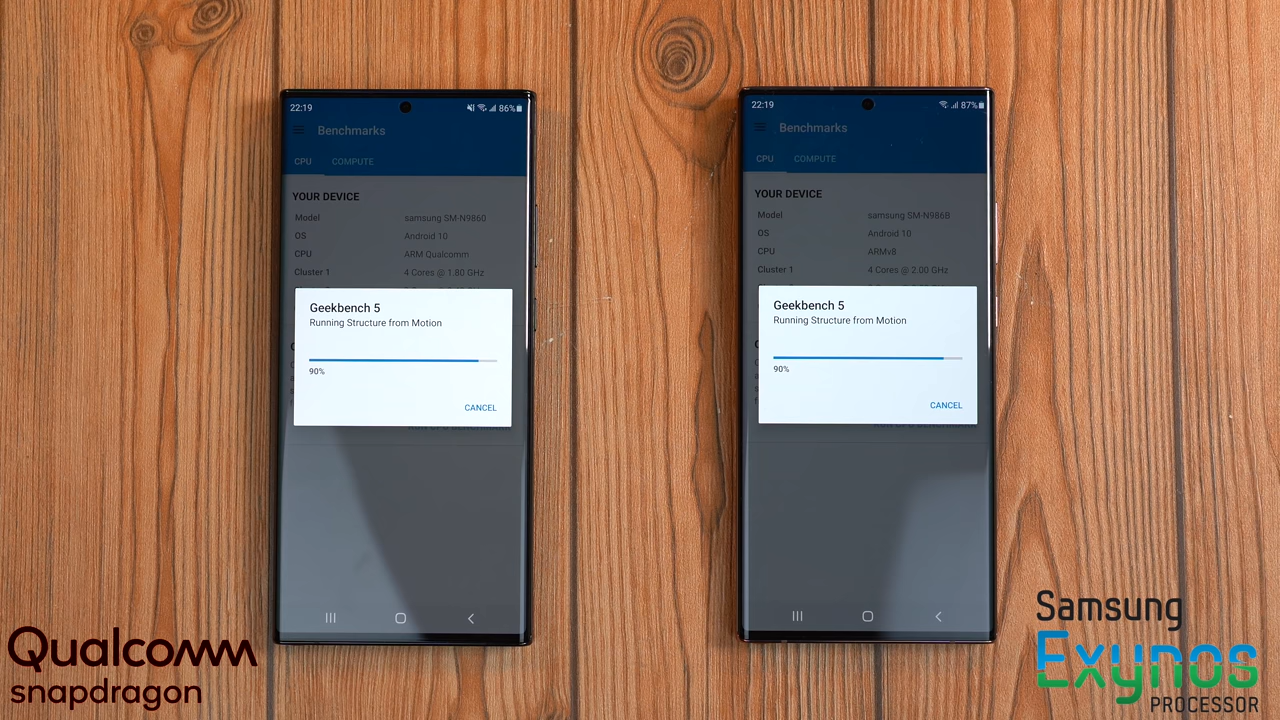 22:19
86%
Benchmarks
CPU COMPUTE
YOUR DEVICE
Model samsung SM-N9860
OS Android 10
CPU ARM Qualcomm
Cluster 1 4 Cores @ 1.80 GHz
Geekbench 5
Running Structure from Motion
90%
CANCEL
22:19
87%
Benchmarks
CPU COMPUTE
YOUR DEVICE
Model samsung SM-N986B
OS Android 10
CPU ARMv8
Cluster 1 4 Cores @ 2.00 GHz
Geekbench 5
Running Structure from Motion
90%
CANCEL
Qualcomm
snapdragon
Samsung
Exynos
PROCESSOR